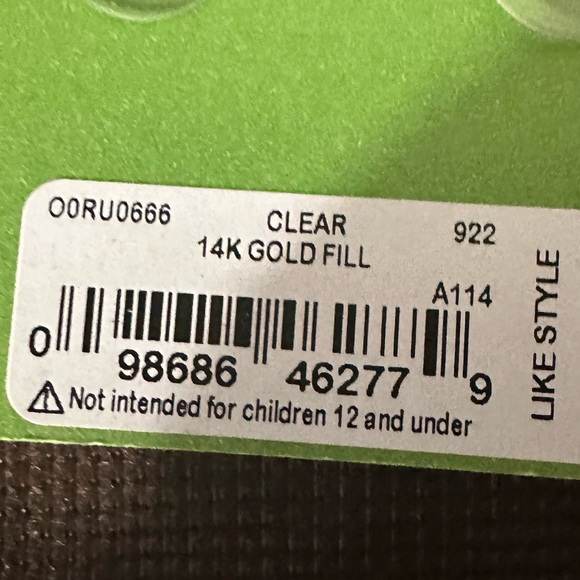 O0RU0666 CLEAR 922
14K GOLD FILL
A114
0 98686 46277 9
Not intended for children 12 and under
LIKE STYLE